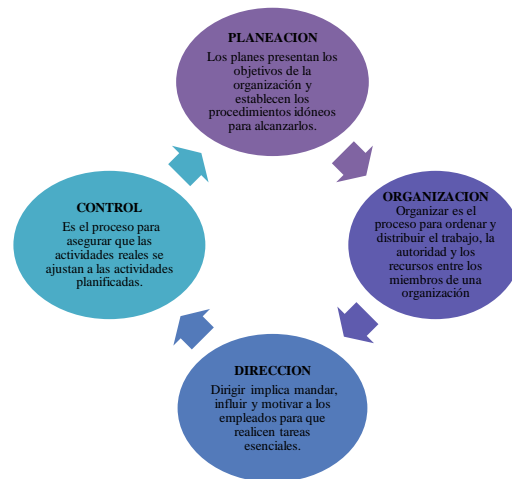 PLANEACION
Los planes presentan los
objetivos de la
organización y
establecen los
procedimientos idóneos
para alcanzarlos.
ORGANIZACION
Organizar es el
proceso para ordenar y
distribuir el trabajo, la
autoridad y los
recursos entre los
miembros de una
organización
DIRECCION
Dirigir implica mandar,
influir y motivar a los
empleados para que
realicen tareas
esenciales.
CONTROL
Es el proceso para
asegurar que las
actividades reales se
ajustan a las actividades
planificadas.